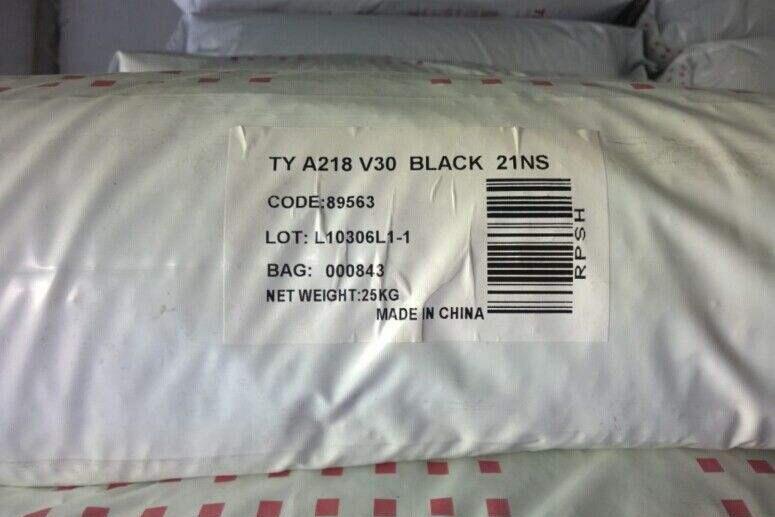 TY A218 V30 BLACK 21NS
CODE:89563
LOT: L10306L1-1
BAG: 000843
NET WEIGHT:25KG
MADE IN CHINA
RPSH